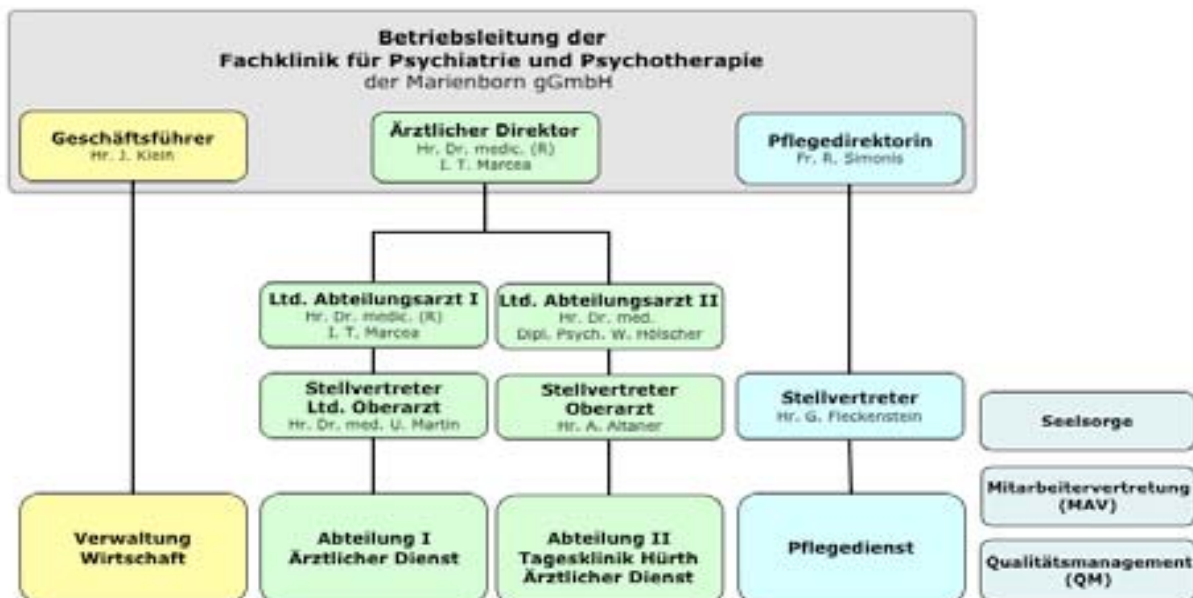 Betriebsleitung der
Fachklinik für Psychiatrie und Psychotherapie
der Marienborn gGmbH
Geschäftsführer
Hr. J. Klein
Ärztlicher Direktor
Hr. Dr. medic. (R)
I. T. Marcea
Pflegedirektorin
Fr. R. Simonis
Ltd. Abteilungsarzt I
Hr. Dr. medic. (R)
I. T. Marcea
Ltd. Abteilungsarzt II
Hr. Dr. med.
Dipl. Psych. W. Hölscher
Stellvertreter
Ltd. Oberarzt
Hr. Dr. med. U. Martin
Stellvertreter
Oberarzt
Hr. A. Altaner
Stellvertreter
Hr. G. Fleckenstein
Seelsorge
Mitarbeitervertretung
(MAV)
Qualitätsmanagement
(QM)
Verwaltung
Wirtschaft
Abteilung I
Ärztlicher Dienst
Abteilung II
Tagesklinik Hürth
Ärztlicher Dienst
Pflegedienst